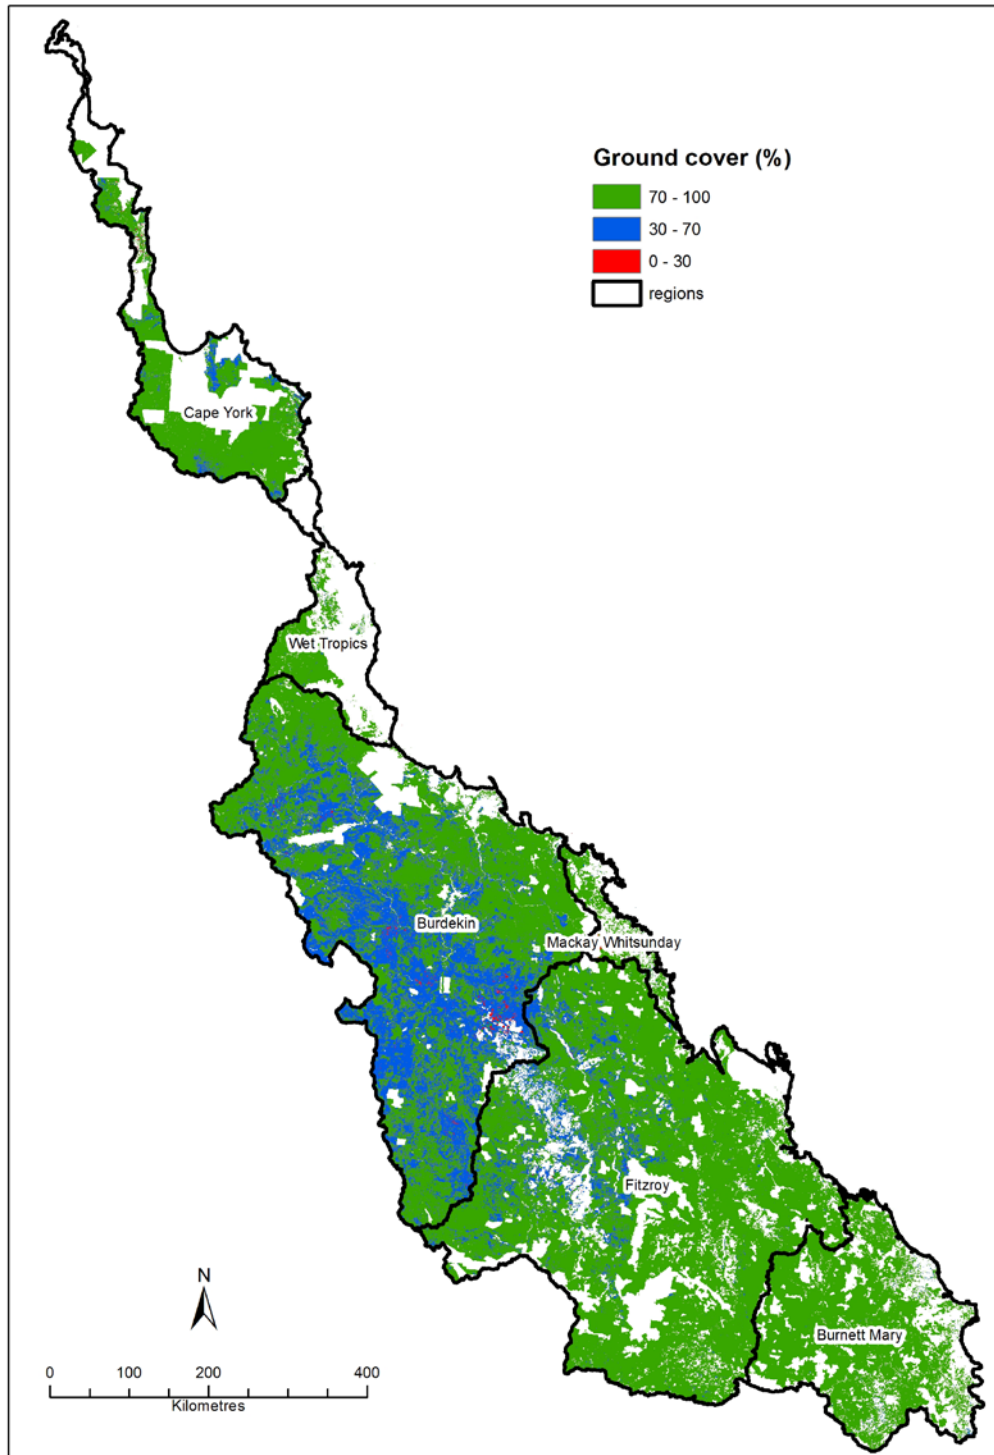 Ground cover (%)
70 - 100
30 - 70
0 - 30
regions
Cape York
Wet Tropics
Burdekin
Mackay Whitsunday
Fitzroy
Burnett Mary
N
0 100 200 400
Kilometres